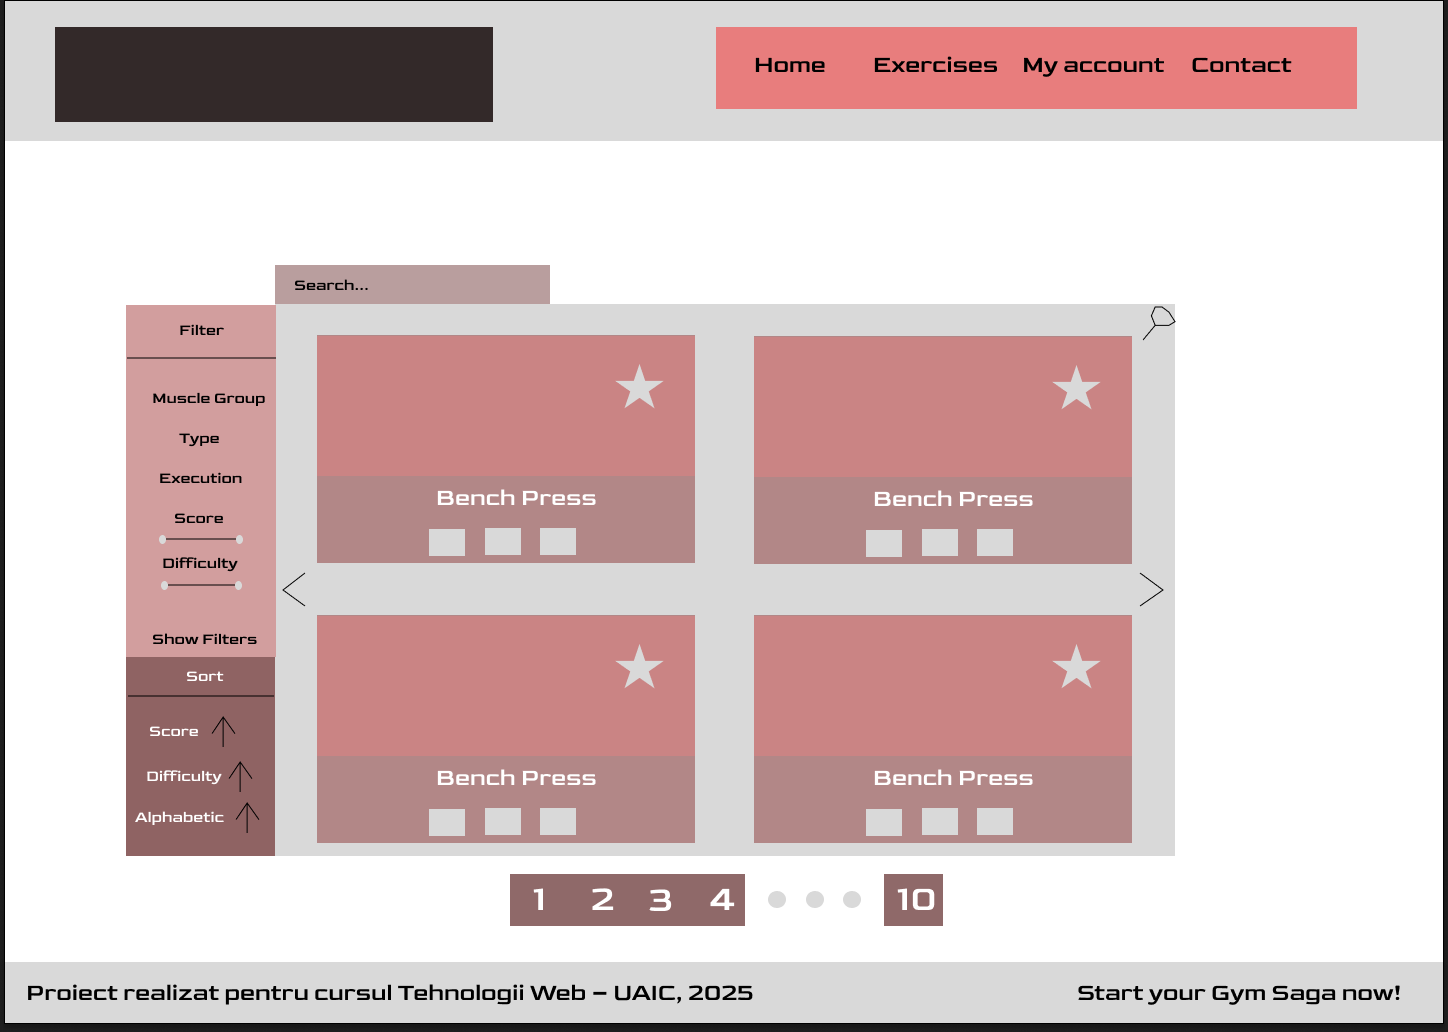 Home Exercises My account Contact
Search...
Filter
Muscle Group
Type
Execution
Score
Difficulty
Show Filters
Sort
Score
Difficulty
Alphabetic
Bench Press
Bench Press
Bench Press
Bench Press
1 2 3 4 10
Proiect realizat pentru cursul Tehnologii Web – UAIC, 2025
Start your Gym Saga now!